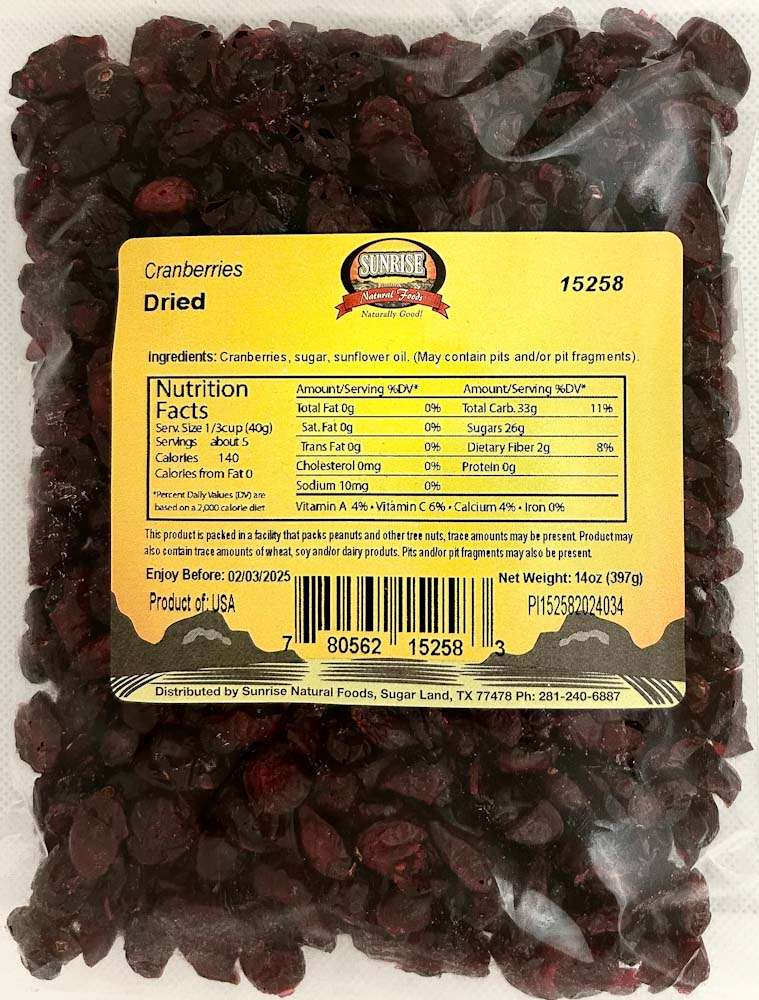 Cranberries
Dried
SUNRISE
Natural Foods
Naturally Good!
15258
Ingredients: Cranberries, sugar, sunflower oil. (May contain pits and/or pit fragments).
Nutrition
Facts
Serv. Size 1/3cup (40g)
Servings about 5
Calories 140
Calories from Fat 0
*Percent Daily Values (DV) are
based on a 2,000 calorie diet
Amount/Serving %DV* Amount/Serving %DV*
Total Fat 0g 0% Total Carb. 33g 11%
Sat. Fat 0g 0% Sugars 26g
Trans Fat 0g 0% Dietary Fiber 2g 8%
Cholesterol 0mg 0% Protein 0g
Sodium 10mg 0%
Vitamin A 4% • Vitamin C 6% • Calcium 4% • Iron 0%
This product is packed in a facility that packs peanuts and other tree nuts, trace amounts may be present. Product may
also contain trace amounts of wheat, soy and/or dairy produts. Pits and/or pit fragments may also be present.
Enjoy Before: 02/03/2025
Product of: USA
7 80562 15258 3
Net Weight: 14oz (397g)
PI152582024034
Distributed by Sunrise Natural Foods, Sugar Land, TX 77478 Ph: 281-240-6887